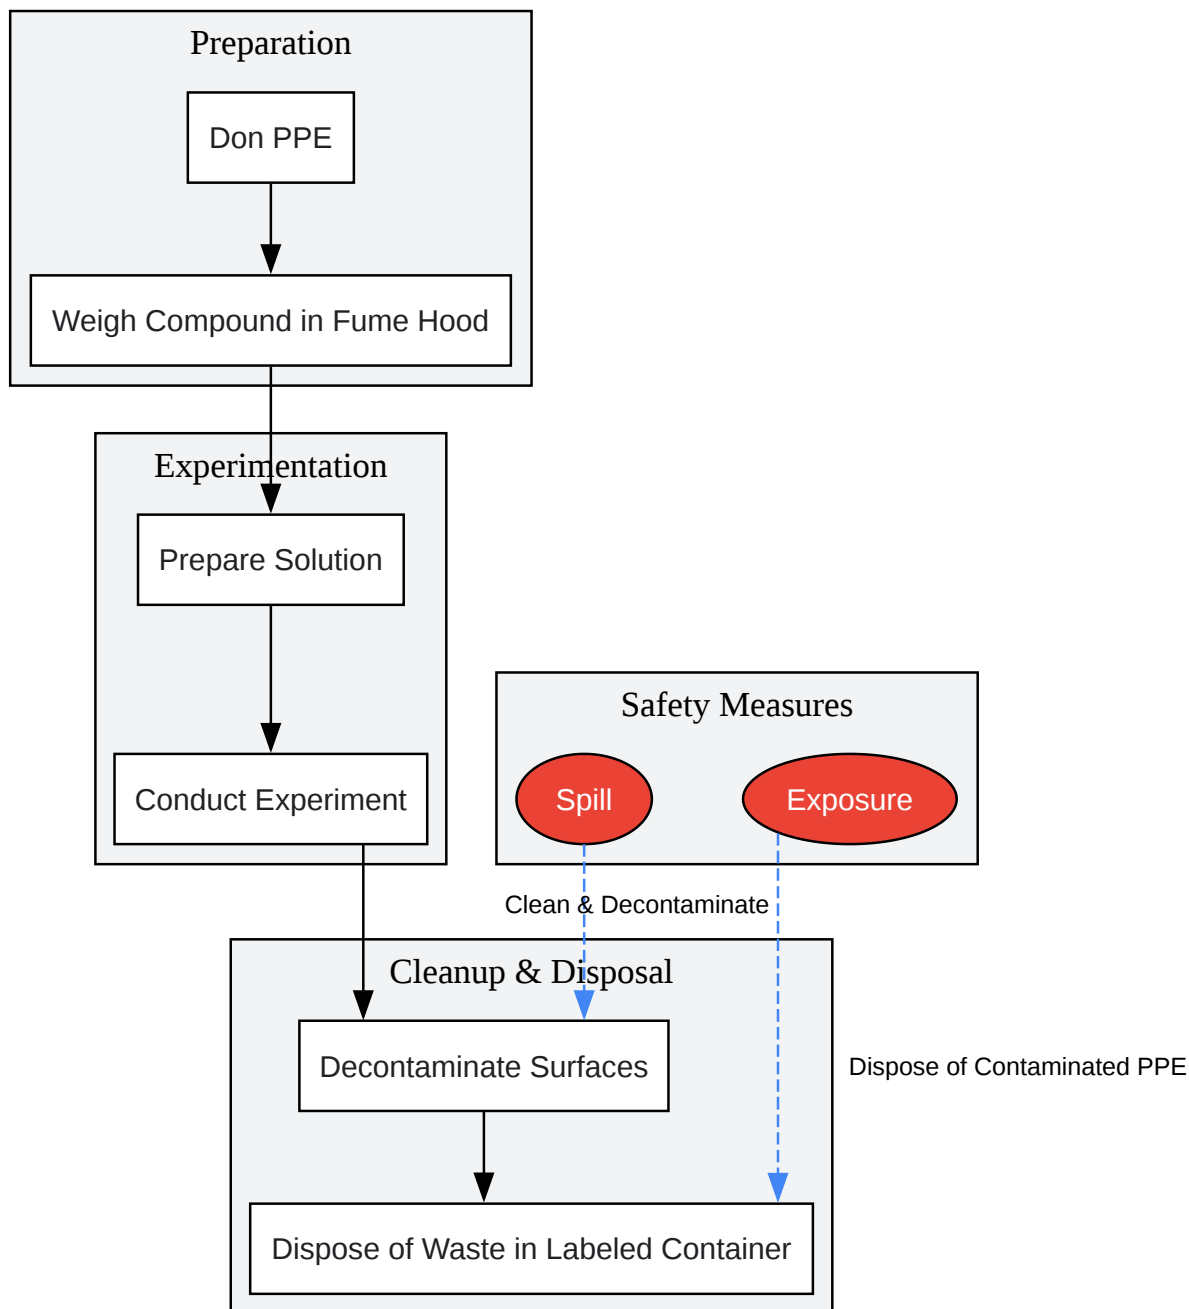 Preparation
Don PPE
Weigh Compound in Fume Hood
Experimentation
Prepare Solution
Conduct Experiment
Safety Measures
Spill
Exposure
Clean & Decontaminate
Cleanup & Disposal
Decontaminate Surfaces
Dispose of Contaminated PPE
Dispose of Waste in Labeled Container